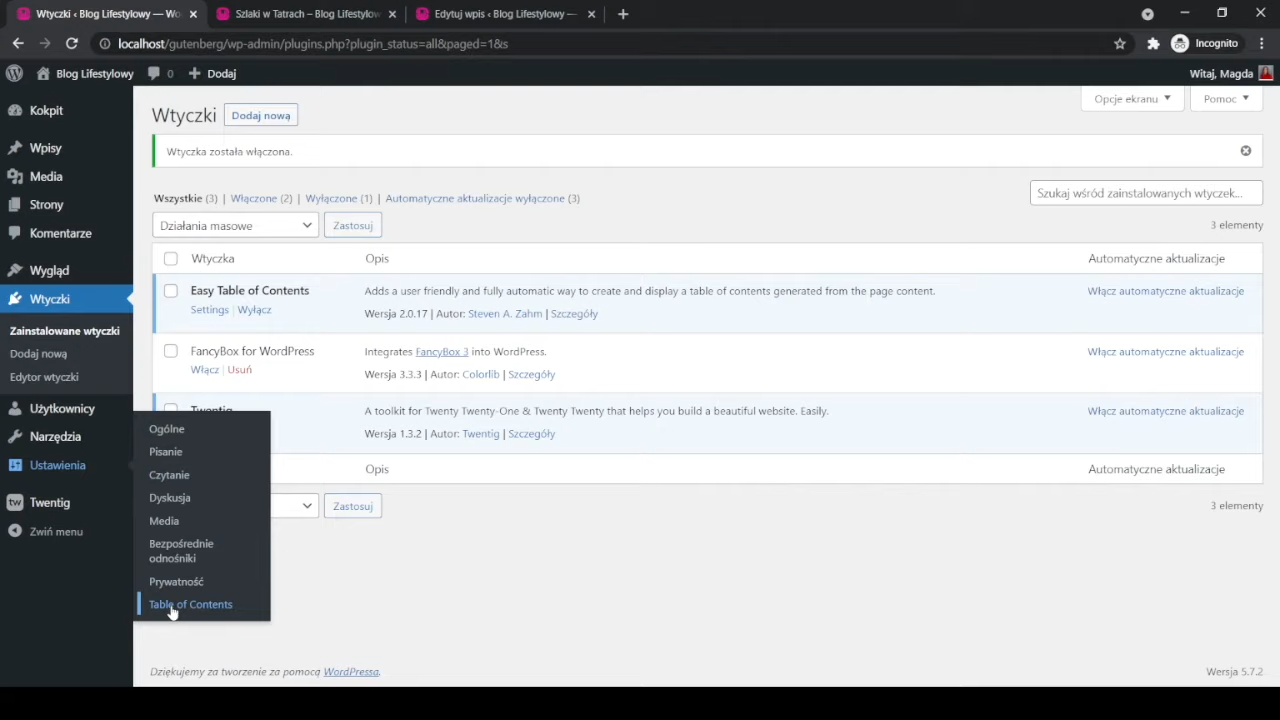 Wtyczki ‹ Blog Lifestylowy — Wo
Szlaki w Tatrach – Blog Lifestylow
Edytuj wpis ‹ Blog Lifestylowy —
localhost/gutenberg/wp-admin/plugins.php?plugin_status=all&paged=1&s
Incognito
Blog Lifestylowy
0
Dodaj
Witaj, Magda
Kokpit
Wpisy
Media
Strony
Komentarze
Wygląd
Wtyczki
Zainstalowane wtyczki
Dodaj nową
Edytor wtyczki
Użytkownicy
Narzędzia
Ustawienia
tw Twentig
Zwiń menu
Ogólne
Pisanie
Czytanie
Dyskusja
Media
Bezpośrednie
odnośniki
Prywatność
Table of Contents
Wtyczki
Dodaj nową
Opcje ekranu
Pomoc
Wtyczka została włączona.
Wszystkie (3) | Włączone (2) | Wyłączone (1) | Automatyczne aktualizacje wyłączone (3)
Szukaj wśród zainstalowanych wtyczek...
Działania masowe
Zastosuj
3 elementy
Wtyczka
Opis
Automatyczne aktualizacje
Easy Table of Contents
Adds a user friendly and fully automatic way to create and display a table of contents generated from the page content.
Włącz automatyczne aktualizacje
Settings | Wyłącz
Wersja 2.0.17 | Autor: Steven A. Zahm | Szczegóły
FancyBox for WordPress
Integrates FancyBox 3 into WordPress.
Włącz automatyczne aktualizacje
Włącz | Usuń
Wersja 3.3.3 | Autor: Colorlib | Szczegóły
Twentig
A toolkit for Twenty Twenty-One & Twenty Twenty that helps you build a beautiful website. Easily.
Włącz automatyczne aktualizacje
Wersja 1.3.2 | Autor: Twentig | Szczegóły
Opis
Automatyczne aktualizacje
Zastosuj
3 elementy
Dziękujemy za tworzenie za pomocą WordPressa.
Wersja 5.7.2